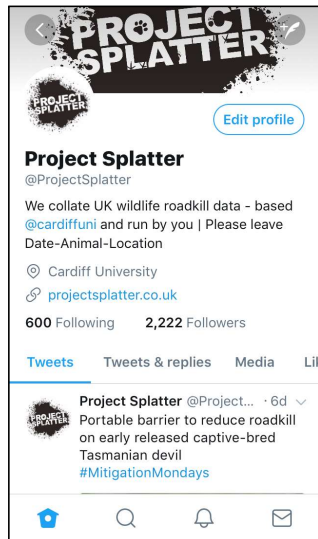 PROJECT
SPLATTER
PROJECT
SPLATTER
Edit profile
Project Splatter
@ProjectSplatter
We collate UK wildlife roadkill data - based
@cardiffuni and run by you | Please leave
Date-Animal-Location
Cardiff University
projectsplatter.co.uk
600 Following 2,222 Followers
Tweets Tweets & replies Media Li
PROJECT
SPLATTER
Project Splatter @Project... · 6d
Portable barrier to reduce roadkill
on early released captive-bred
Tasmanian devil
#MitigationMondays